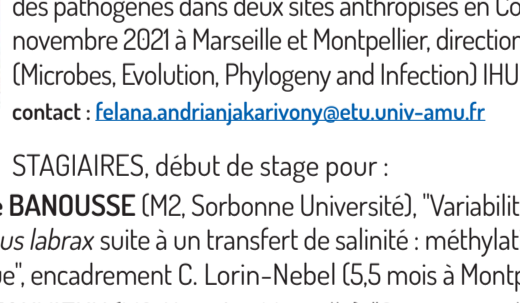 des pathogènes dans deux sites anthropisés en Co
novembre 2021 à Marseille et Montpellier, direction
(Microbes, Evolution, Phylogeny and Infection) IHU
contact : felana.andrianjakarivony@etu.univ-amu.fr
STAGIAIRES, début de stage pour :
e BANOUSSE (M2, Sorbonne Université), "Variabilit
us labrax suite à un transfert de salinité : méthylat
ue", encadrement C. Lorin-Nebel (5,5 mois à Montp